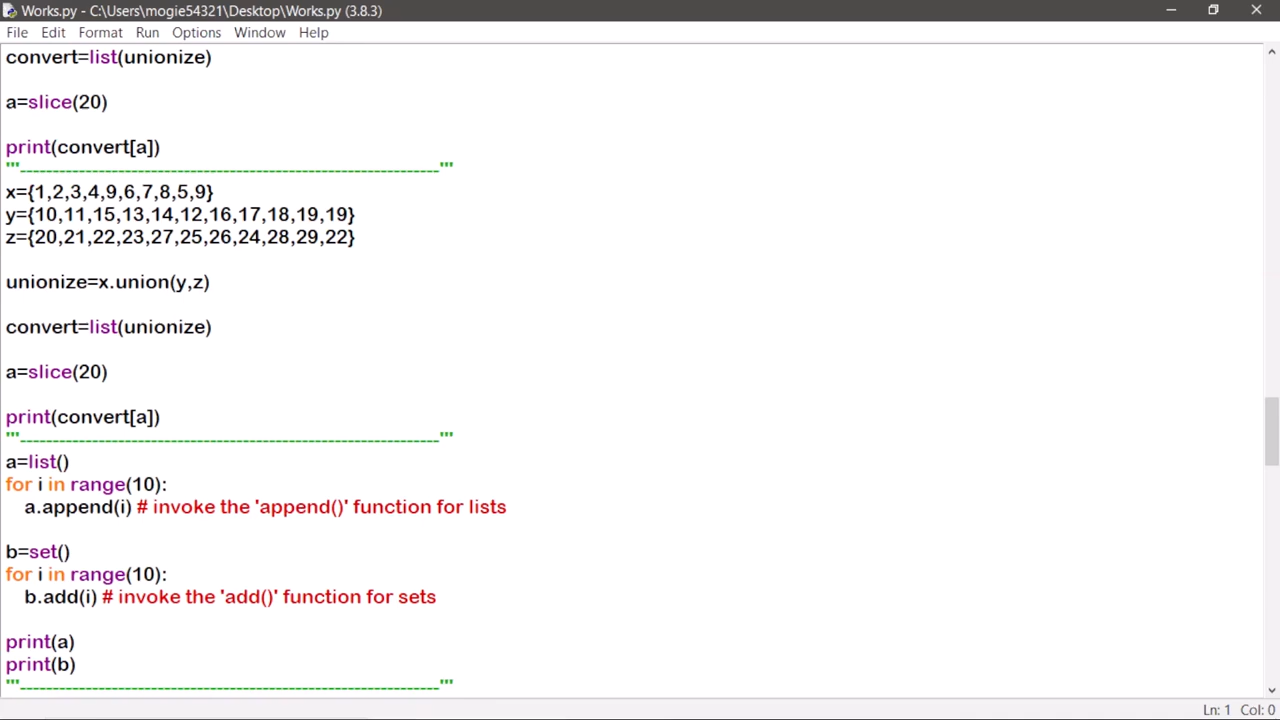 Works.py - C:\Users\mogie54321\Desktop\Works.py (3.8.3)
File Edit Format Run Options Window Help
convert=list(unionize)
a=slice(20)
print(convert[a])
'''----------------------------------------------------------------'''
x={1,2,3,4,9,6,7,8,5,9}
y={10,11,15,13,14,12,16,17,18,19,19}
z={20,21,22,23,27,25,26,24,28,29,22}
unionize=x.union(y,z)
convert=list(unionize)
a=slice(20)
print(convert[a])
'''----------------------------------------------------------------'''
a=list()
for i in range(10):
    a.append(i) # invoke the 'append()' function for lists
b=set()
for i in range(10):
    b.add(i) # invoke the 'add()' function for sets
print(a)
print(b)
'''----------------------------------------------------------------'''
Ln: 1 Col: 0